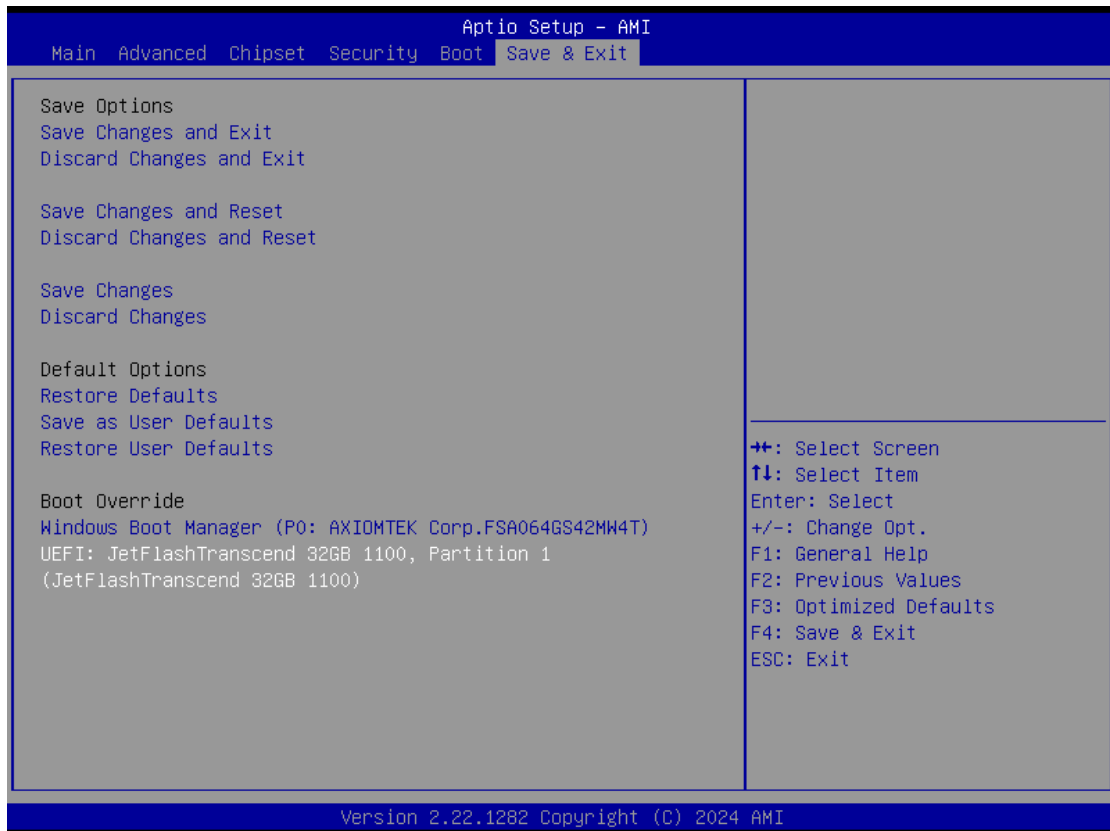 Aptio Setup – AMI
Main Advanced Chipset Security Boot Save & Exit
Save Options
Save Changes and Exit
Discard Changes and Exit
Save Changes and Reset
Discard Changes and Reset
Save Changes
Discard Changes
Default Options
Restore Defaults
Save as User Defaults
Restore User Defaults
Boot Override
Windows Boot Manager (P0: AXIOMTEK Corp.FSA064GS42MW4T)
UEFI: JetFlashTranscend 32GB 1100, Partition 1
(JetFlashTranscend 32GB 1100)
→←: Select Screen
↑↓: Select Item
Enter: Select
+/-: Change Opt.
F1: General Help
F2: Previous Values
F3: Optimized Defaults
F4: Save & Exit
ESC: Exit
Version 2.22.1282 Copyright (C) 2024 AMI